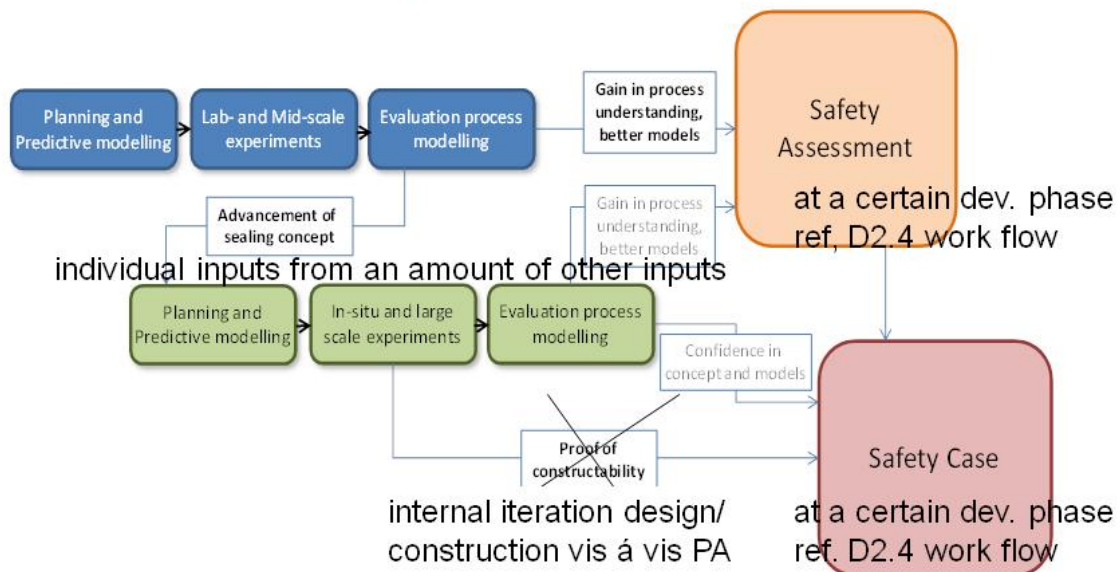 Planning and
Predictive modelling
Lab- and Mid-scale
experiments
Evaluation process
modelling
Gain in process
understanding,
better models
Safety
Assessment
at a certain dev. phase
ref, D2.4 work flow
Advancement of
sealing concept
Gain in process
understanding,
better models
individual inputs from an amount of other inputs
Planning and
Predictive modelling
In-situ and large
scale experiments
Evaluation process
modelling
Confidence in
concept and models
Proof of
constructability
Safety Case
internal iteration design/
construction vis á vis PA
at a certain dev. phase
ref. D2.4 work flow